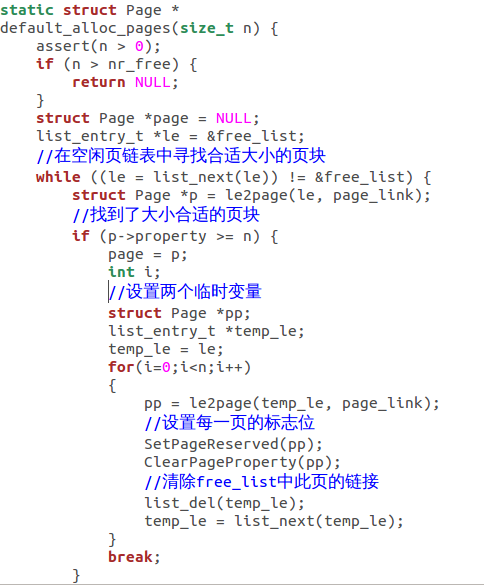 static struct Page *
default_alloc_pages(size_t n) {
    assert(n > 0);
    if (n > nr_free) {
        return NULL;
    }
    struct Page *page = NULL;
    list_entry_t *le = &free_list;
    //在空闲页链表中寻找合适大小的页块
    while ((le = list_next(le)) != &free_list) {
        struct Page *p = le2page(le, page_link);
        //找到了大小合适的页块
        if (p->property >= n) {
            page = p;
            int i;
            //设置两个临时变量
            struct Page *pp;
            list_entry_t *temp_le;
            temp_le = le;
            for(i=0;i<n;i++)
            {
                pp = le2page(temp_le, page_link);
                //设置每一页的标志位
                SetPageReserved(pp);
                ClearPageProperty(pp);
                //清除free_list中此页的链接
                list_del(temp_le);
                temp_le = list_next(temp_le);
            }
            break;
        }